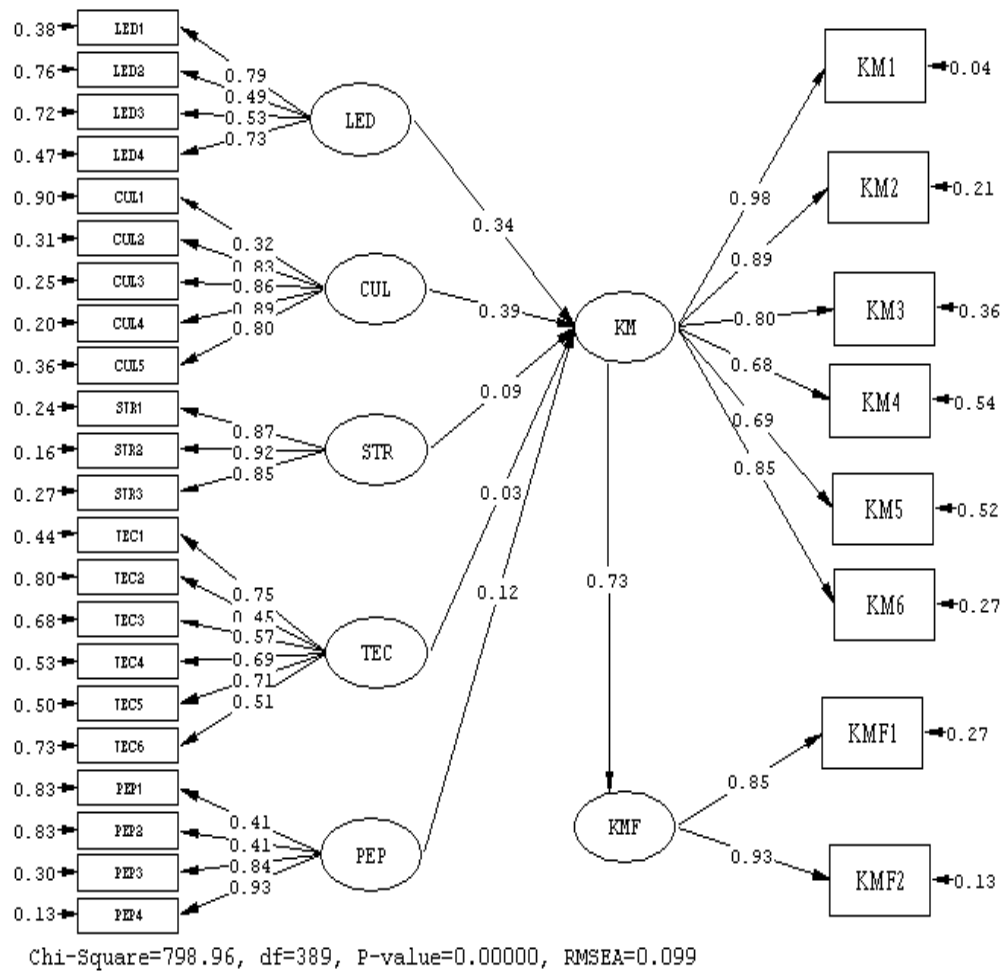 0.38 LED1
0.76 LED2
0.72 LED3
0.47 LED4
0.90 CUL1
0.31 CUL2
0.25 CUL3
0.20 CUL4
0.36 CUL5
0.24 STR1
0.16 STR2
0.27 STR3
0.44 TEC1
0.80 TEC2
0.68 TEC3
0.53 TEC4
0.50 TEC5
0.73 TEC6
0.83 PEP1
0.83 PEP2
0.30 PEP3
0.13 PEP4
0.79
0.49
0.53
0.73
LED
0.32
0.83
0.86
0.89
0.80
CUL
0.87
0.92
0.85
STR
0.75
0.45
0.57
0.69
0.71
0.51
TEC
0.41
0.41
0.84
0.93
PEP
0.34
0.39
0.09
0.03
0.12
KM
0.73
KMF
0.98
0.89
0.80
0.68
0.69
0.85
KM1 0.04
KM2 0.21
KM3 0.36
KM4 0.54
KM5 0.52
KM6 0.27
0.85
0.93
KMF1 0.27
KMF2 0.13
Chi-Square=798.96, df=389, P-value=0.00000, RMSEA=0.099